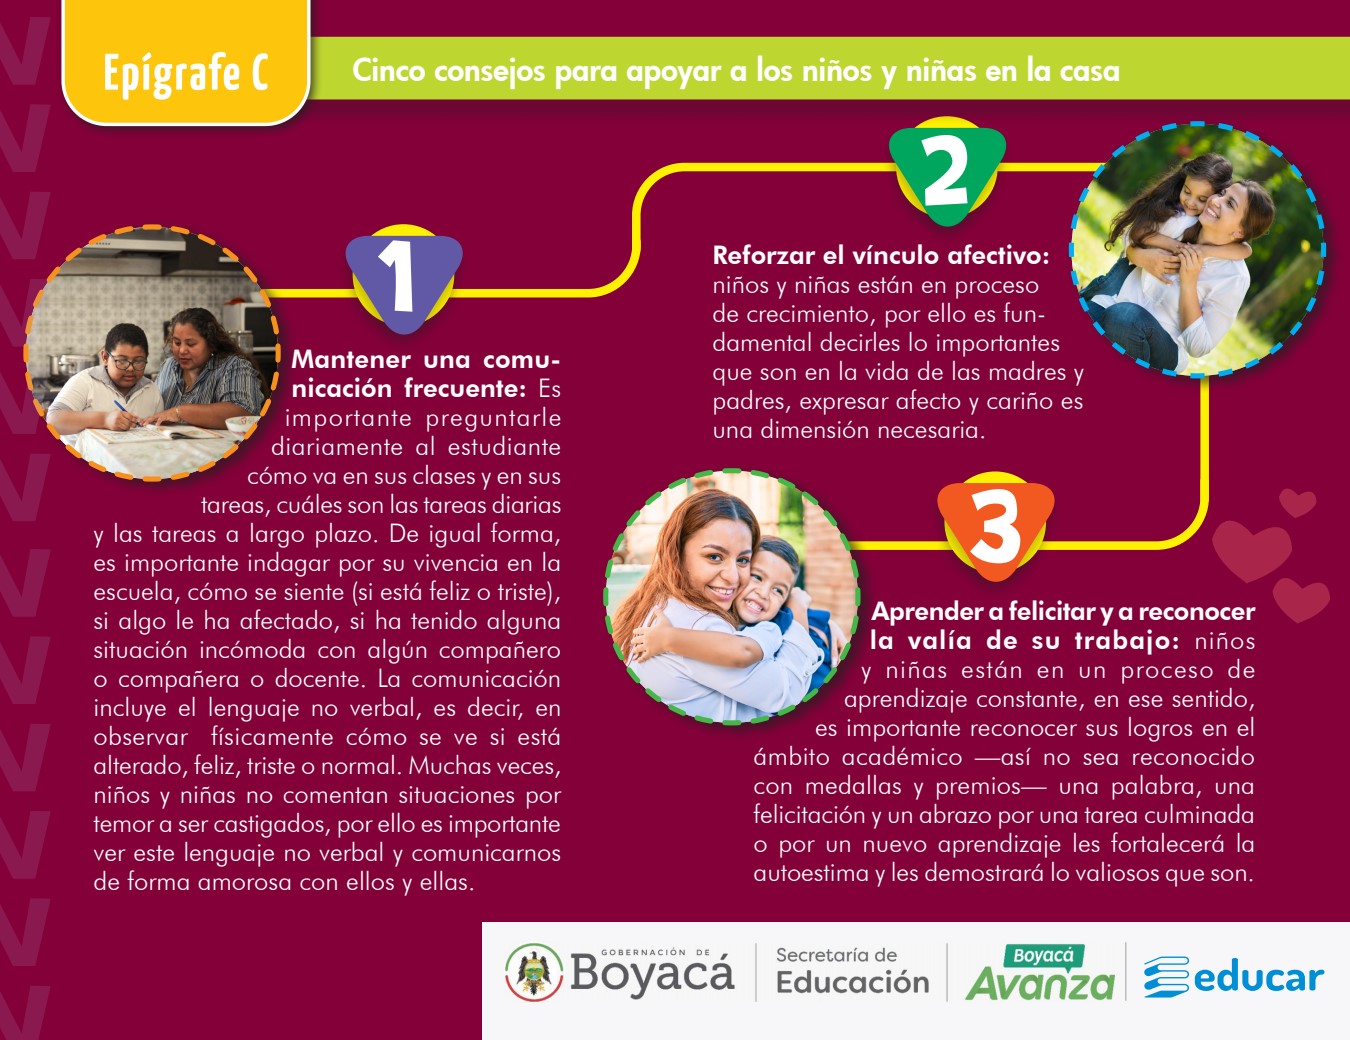 Epígrafe C
Cinco consejos para apoyar a los niños y niñas en la casa
1
Mantener una comu-
nicación frecuente: Es
importante preguntarle
diariamente al estudiante
cómo va en sus clases y en sus
tareas, cuáles son las tareas diarias
y las tareas a largo plazo. De igual forma,
es importante indagar por su vivencia en la
escuela, cómo se siente (si está feliz o triste),
si algo le ha afectado, si ha tenido alguna
situación incómoda con algún compañero
o compañera o docente. La comunicación
incluye el lenguaje no verbal, es decir, en
observar físicamente cómo se ve si está
alterado, feliz, triste o normal. Muchas veces,
niños y niñas no comentan situaciones por
temor a ser castigados, por ello es importante
ver este lenguaje no verbal y comunicarnos
de forma amorosa con ellos y ellas.
2
Reforzar el vínculo afectivo:
niños y niñas están en proceso
de crecimiento, por ello es fun-
damental decirles lo importantes
que son en la vida de las madres y
padres, expresar afecto y cariño es
una dimensión necesaria.
3
Aprender a felicitar y a reconocer
la valía de su trabajo: niños
y niñas están en un proceso de
aprendizaje constante, en ese sentido,
es importante reconocer sus logros en el
ámbito académico —así no sea reconocido
con medallas y premios— una palabra, una
felicitación y un abrazo por una tarea culminada
o por un nuevo aprendizaje les fortalecerá la
autoestima y les demostrará lo valiosos que son.
GOBERNACIÓN DE
Boyacá
Secretaría de
Educación
Boyacá
Avanza
educar